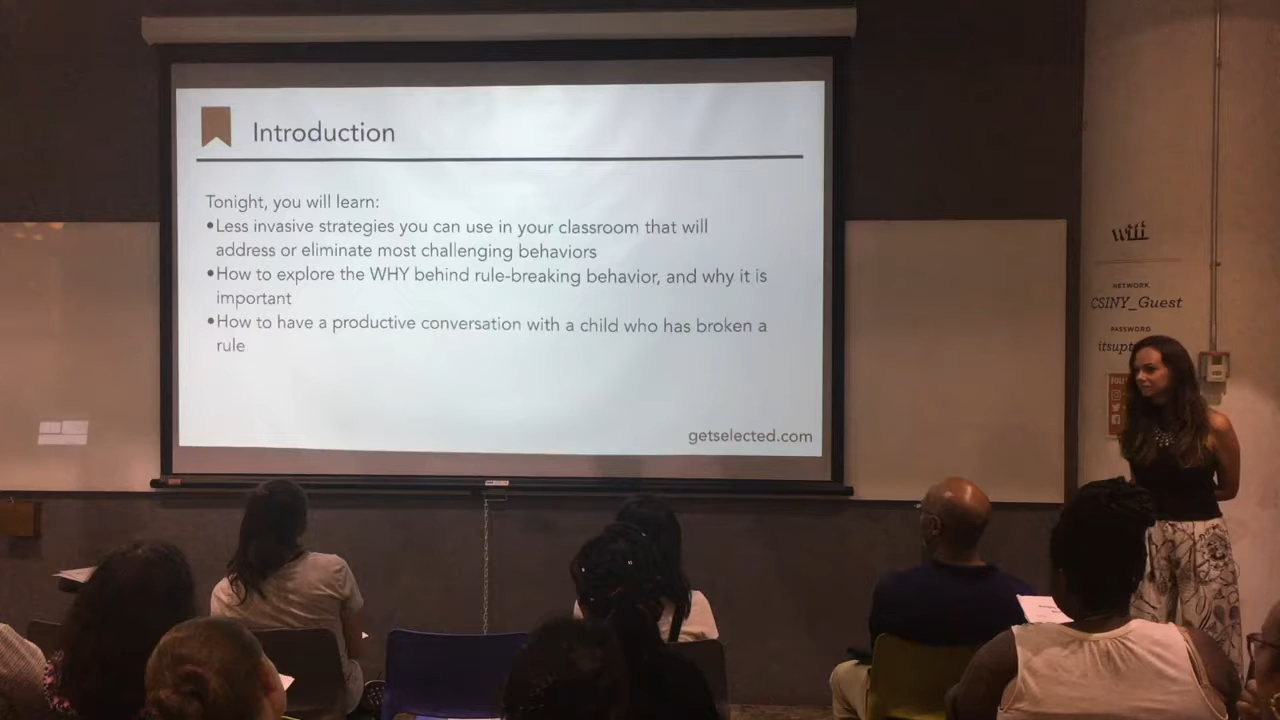 Introduction
Tonight, you will learn:
•Less invasive strategies you can use in your classroom that will
address or eliminate most challenging behaviors
•How to explore the WHY behind rule-breaking behavior, and why it is
important
•How to have a productive conversation with a child who has broken a
rule
getselected.com
wifi
NETWORK
CSINY_Guest
PASSWORD